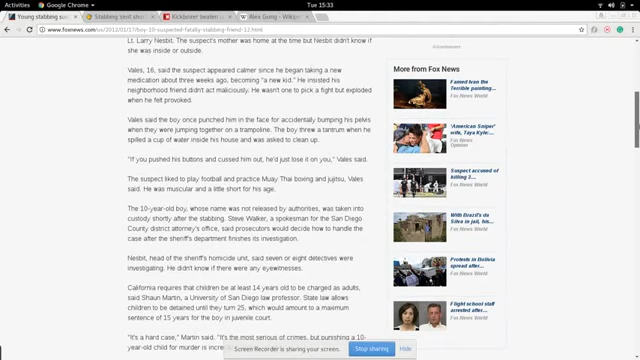 Activities
Google Chrome
Tue 15:33
Young stabbing susp
Stabbing 'sent sho
Kickboxer beaten u
Alex Gong - Wikipe
www.foxnews.com/us/2012/01/17/boy-10-suspected-fatally-stabbing-friend-12.html
Lt. Larry Nesbit. The suspect's mother was home at the time but Nesbit didn't know if
she was inside or outside.
Advertisement
Vales, 16, said the suspect appeared calmer since he began taking a new
medication about three weeks ago, becoming "a new kid." He insisted his
neighborhood friend didn't act maliciously. He wasn't one to pick a fight but exploded
when he felt provoked.
Vales said the boy once punched him in the face for accidentally bumping his pelvis
when they were jumping together on a trampoline. The boy threw a tantrum when he
spilled a cup of water inside his house and was asked to clean up.
"If you pushed his buttons and cussed him out, he'd just lose it on you," Vales said.
The suspect liked to play football and practice Muay Thai boxing and jujitsu, Vales
said. He was muscular and a little short for his age.
The 10-year-old boy, whose name was not released by authorities, was taken into
custody shortly after the stabbing. Steve Walker, a spokesman for the San Diego
County district attorney's office, said prosecutors would decide how to handle the
case after the sheriff's department finishes its investigation.
Nesbit, head of the sheriff's homicide unit, said seven or eight detectives were
investigating. He didn't know if there were any eyewitnesses.
California requires that children be at least 14 years old to be charged as adults,
said Shaun Martin, a University of San Diego law professor. State law allows
children to be detained until they turn 25, which would amount to a maximum
sentence of 15 years for the boy in juvenile court.
"It's a hard case," Martin said. "It's the most serious of crimes, but punishing a 10-
year-old child for murder is incre
More from Fox News
Famed Ivan the
Terrible painting...
Fox News World
'American Sniper'
wife, Taya Kyle:...
Fox News
Opinion
Suspect accused of
killing 3...
Fox News World
With Brazil's da
Silva in jail, his...
Fox News World
Protests in Bolivia
spread after...
Fox News World
Flight school staff
arrested after...
Fox News World
Screen Recorder is sharing your screen.
Stop sharing
Hide